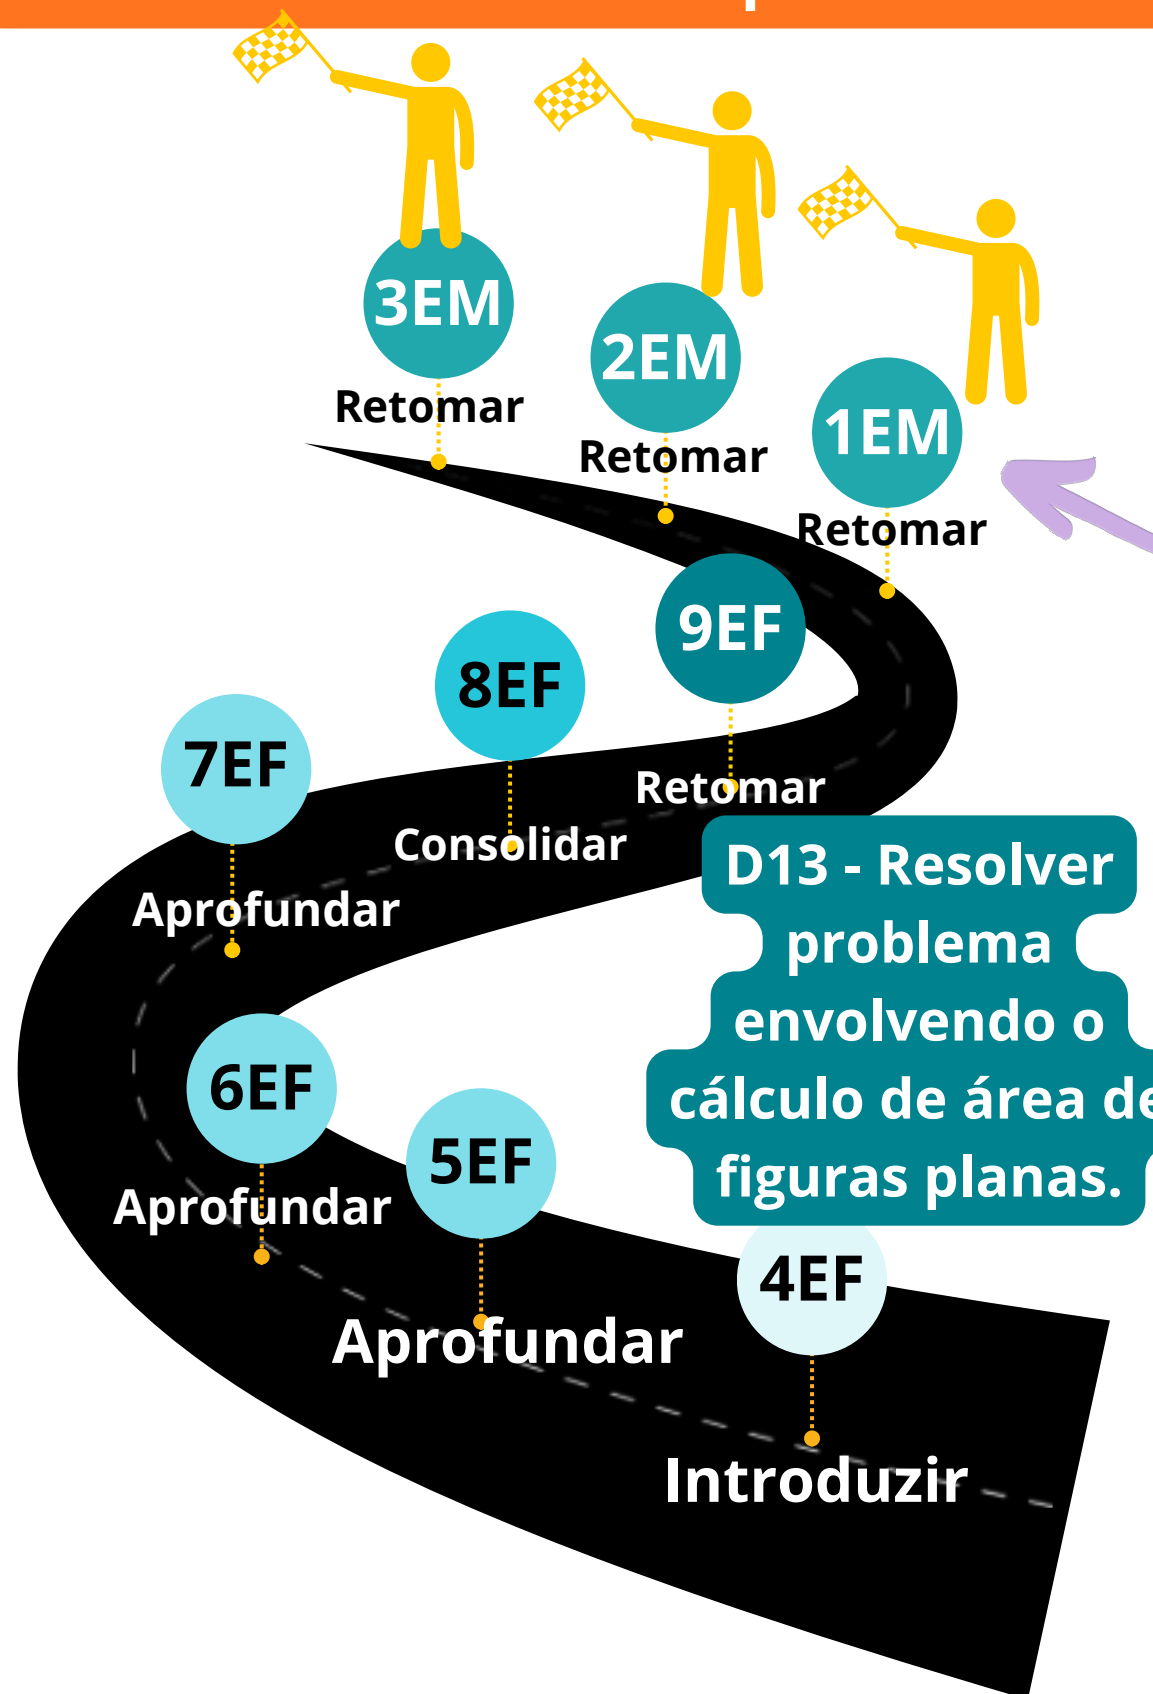 3EM
Retomar
2EM
Retomar
1EM
Retomar
9EF
Retomar
8EF
Consolidar
7EF
Aprofundar
D13 - Resolver
problema
envolvendo o
cálculo de área de
figuras planas.
6EF
Aprofundar
5EF
Aprofundar
4EF
Introduzir